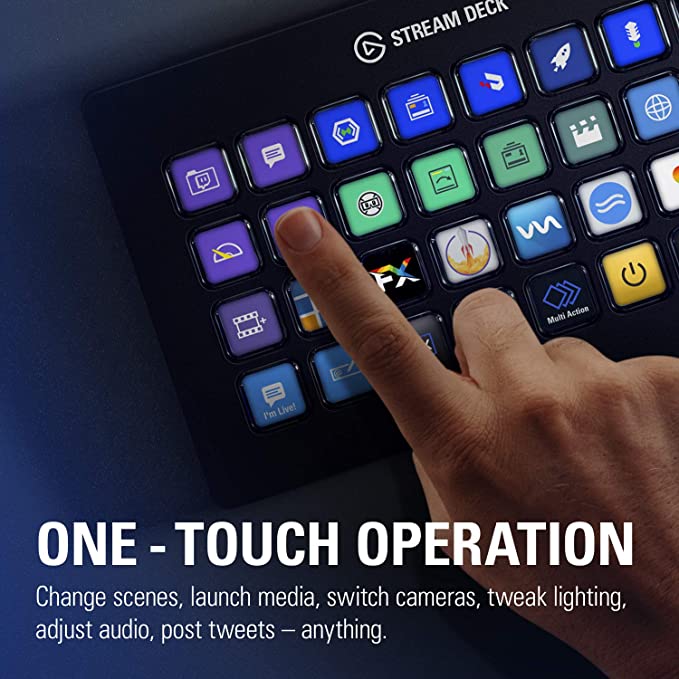 STREAM DECK
FX
Multi Action
I'm Live!
ONE - TOUCH OPERATION
Change scenes, launch media, switch cameras, tweak lighting,
adjust audio, post tweets – anything.